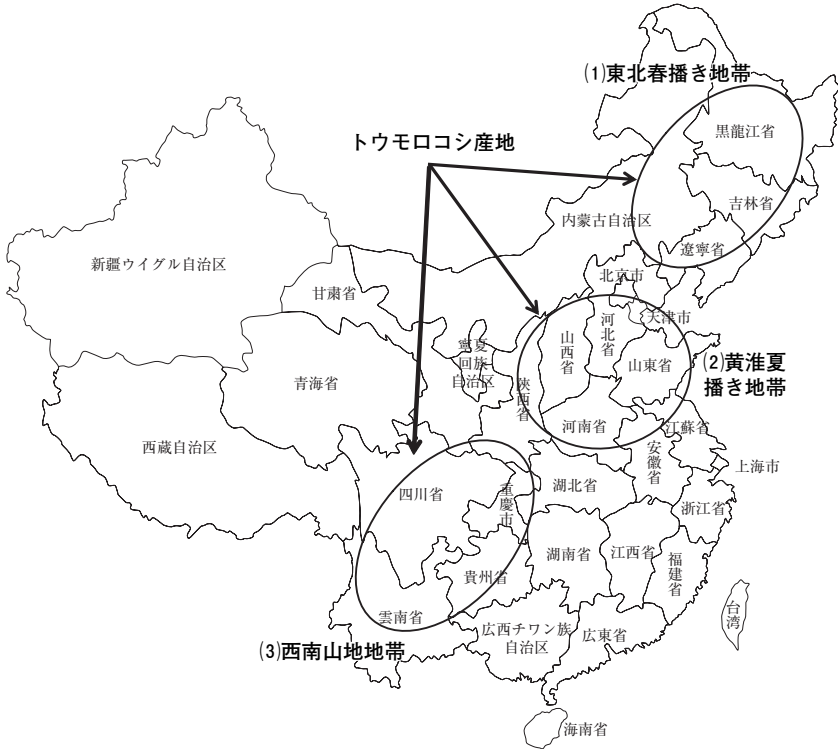 ⑴東北春播き地帯
トウモロコシ産地
黒龍江省
吉林省
内蒙古自治区
遼寧省
新疆ウイグル自治区
北京市
甘粛省
天津市
河北省
山西省
寧夏
回族
自治区
⑵黄淮夏
播き地帯
山東省
青海省
陝西省
河南省
江蘇省
西蔵自治区
安徽省
上海市
四川省
重慶市
湖北省
浙江省
湖南省
江西省
貴州省
福建省
雲南省
台湾
広西チワン族
自治区
広東省
⑶西南山地地帯
海南省